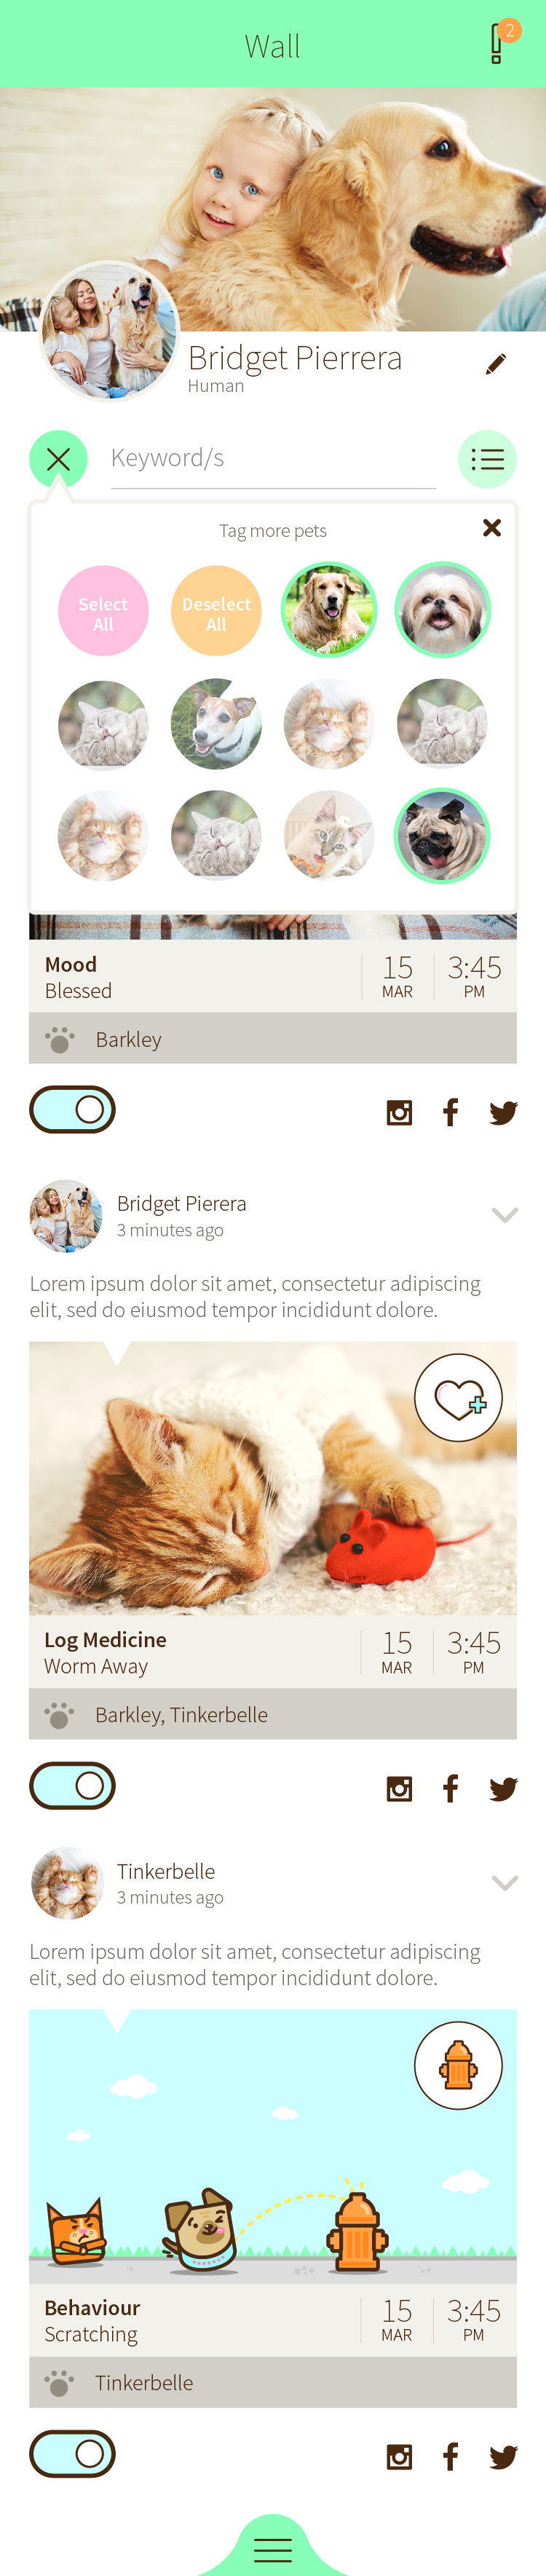 Wall
2
Bridget Pierrera
Human
Keyword/s
Tag more pets
Select
All
Deselect
All
Mood
Blessed
15
MAR
3:45
PM
Barkley
Bridget Pierera
3 minutes ago
Lorem ipsum dolor sit amet, consectetur adipiscing
elit, sed do eiusmod tempor incididunt dolore.
Log Medicine
Worm Away
15
MAR
3:45
PM
Barkley, Tinkerbelle
Tinkerbelle
3 minutes ago
Lorem ipsum dolor sit amet, consectetur adipiscing
elit, sed do eiusmod tempor incididunt dolore.
Behaviour
Scratching
15
MAR
3:45
PM
Tinkerbelle